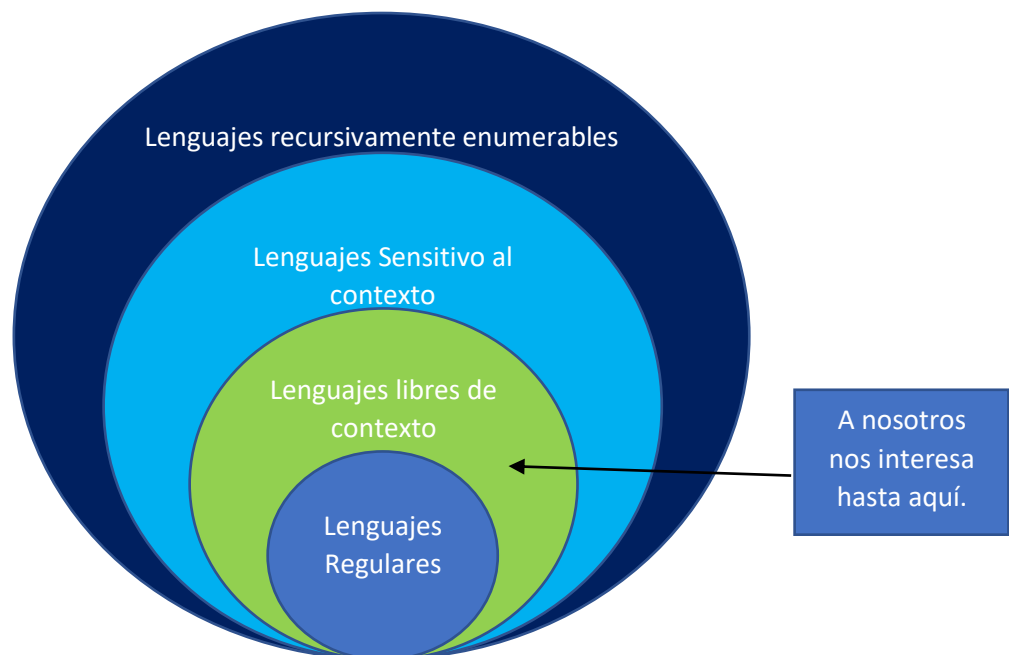 Lenguajes recursivamente enumerables
Lenguajes Sensitivo al
contexto
Lenguajes libres de
contexto
A nosotros
nos interesa
hasta aquí.
Lenguajes
Regulares